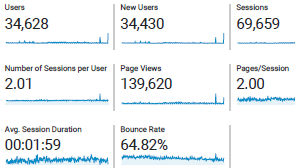 Users
New Users
Sessions
34,628
34,430
69,659
Number of Sessions per User
Page Views
Pages/Session
2.01
139,620
2.00
Avg. Session Duration
Bounce Rate
00:01:59
64.82%